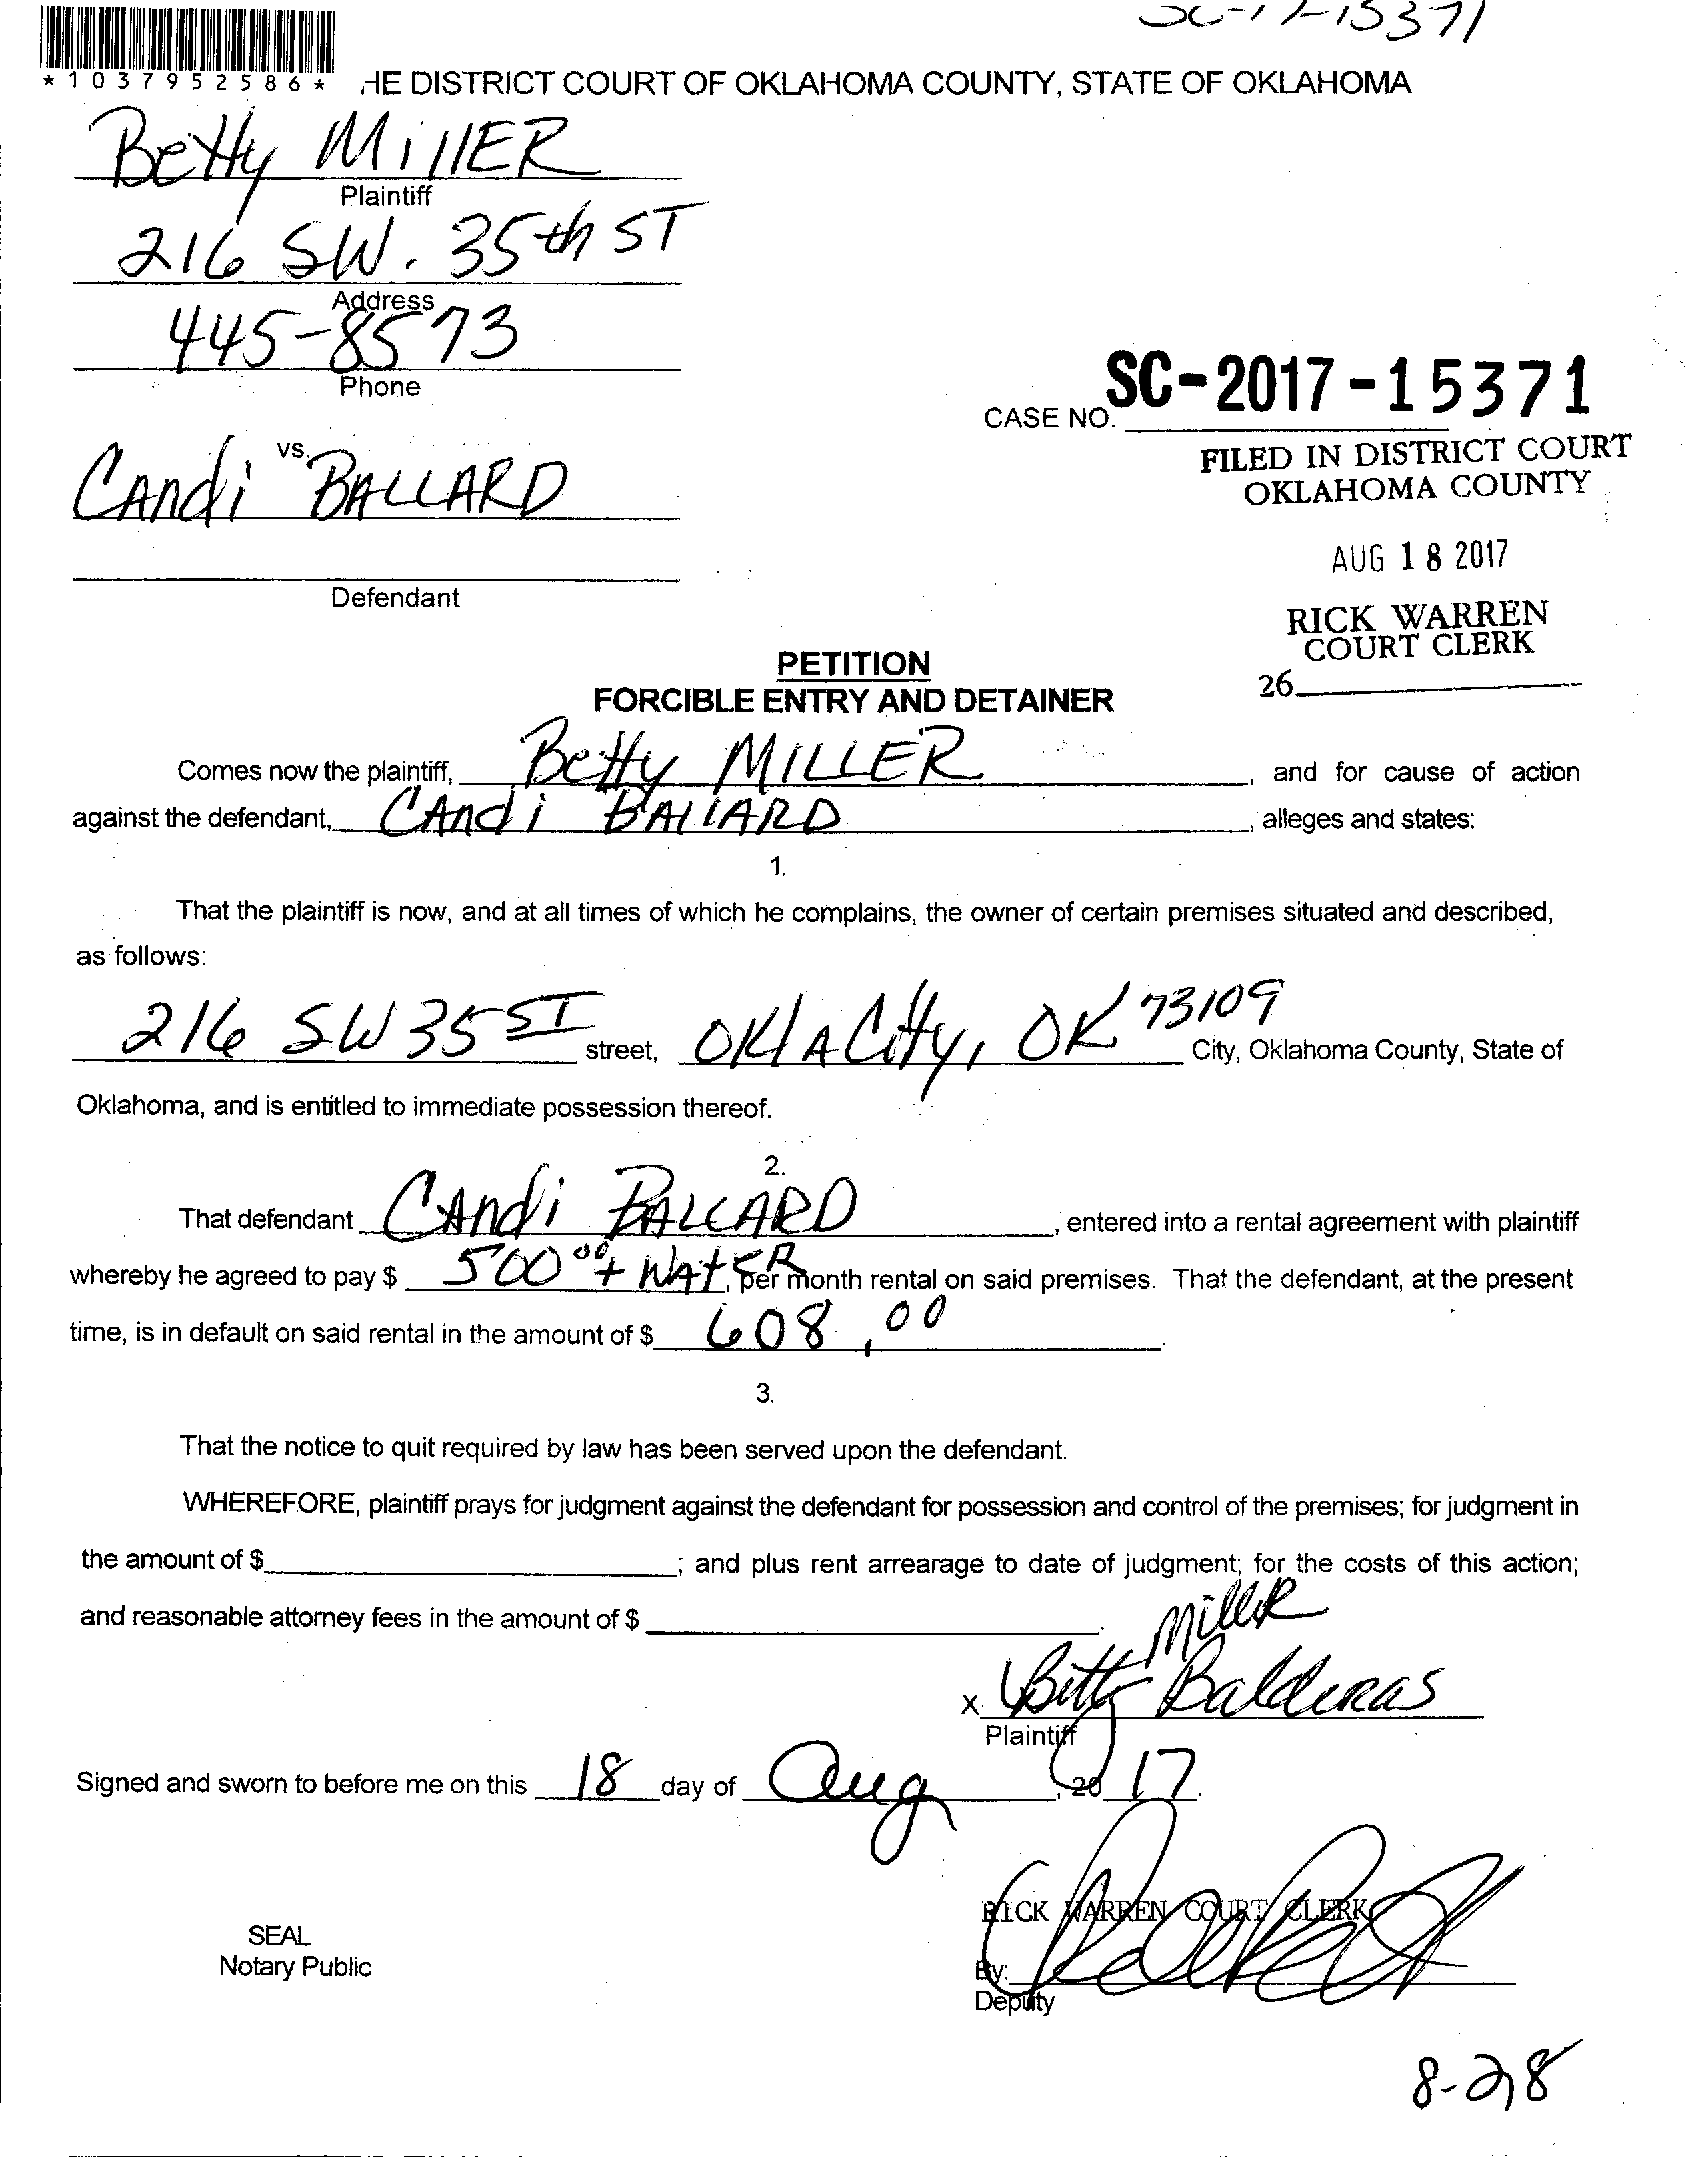 SC-17-15371
*1037952586* HE DISTRICT COURT OF OKLAHOMA COUNTY, STATE OF OKLAHOMA
Betty MillER
Plaintiff
216 SW. 35th ST
Address
445-8573
Phone
SC-2017-15371
CASE NO.
vs.
CAndi BALLARD
FILED IN DISTRICT COURT
OKLAHOMA COUNTY
AUG 18 2017
Defendant
RICK WARREN
COURT CLERK
26
PETITION
FORCIBLE ENTRY AND DETAINER
Comes now the plaintiff, Betty MILLER, and for cause of action
against the defendant, CAndi BAllARD, alleges and states:
1.
That the plaintiff is now, and at all times of which he complains, the owner of certain premises situated and described,
as follows:
216 SW 35 ST street, OKlA City, OK 73109 City, Oklahoma County, State of
Oklahoma, and is entitled to immediate possession thereof.
2.
That defendant CAndi BALLARD, entered into a rental agreement with plaintiff
whereby he agreed to pay $ 500 00 + WAtER, per month rental on said premises. That the defendant, at the present
time, is in default on said rental in the amount of $ 608,00
3.
That the notice to quit required by law has been served upon the defendant.
WHEREFORE, plaintiff prays for judgment against the defendant for possession and control of the premises; for judgment in
the amount of $ ; and plus rent arrearage to date of judgment; for the costs of this action;
and reasonable attorney fees in the amount of $
Miller
x Betty Balderas
Plaintiff
Signed and sworn to before me on this 18 day of Aug, 20 17.
RICK WARREN COURT CLERK
SEAL
Notary Public
By:
Deputy
8-28